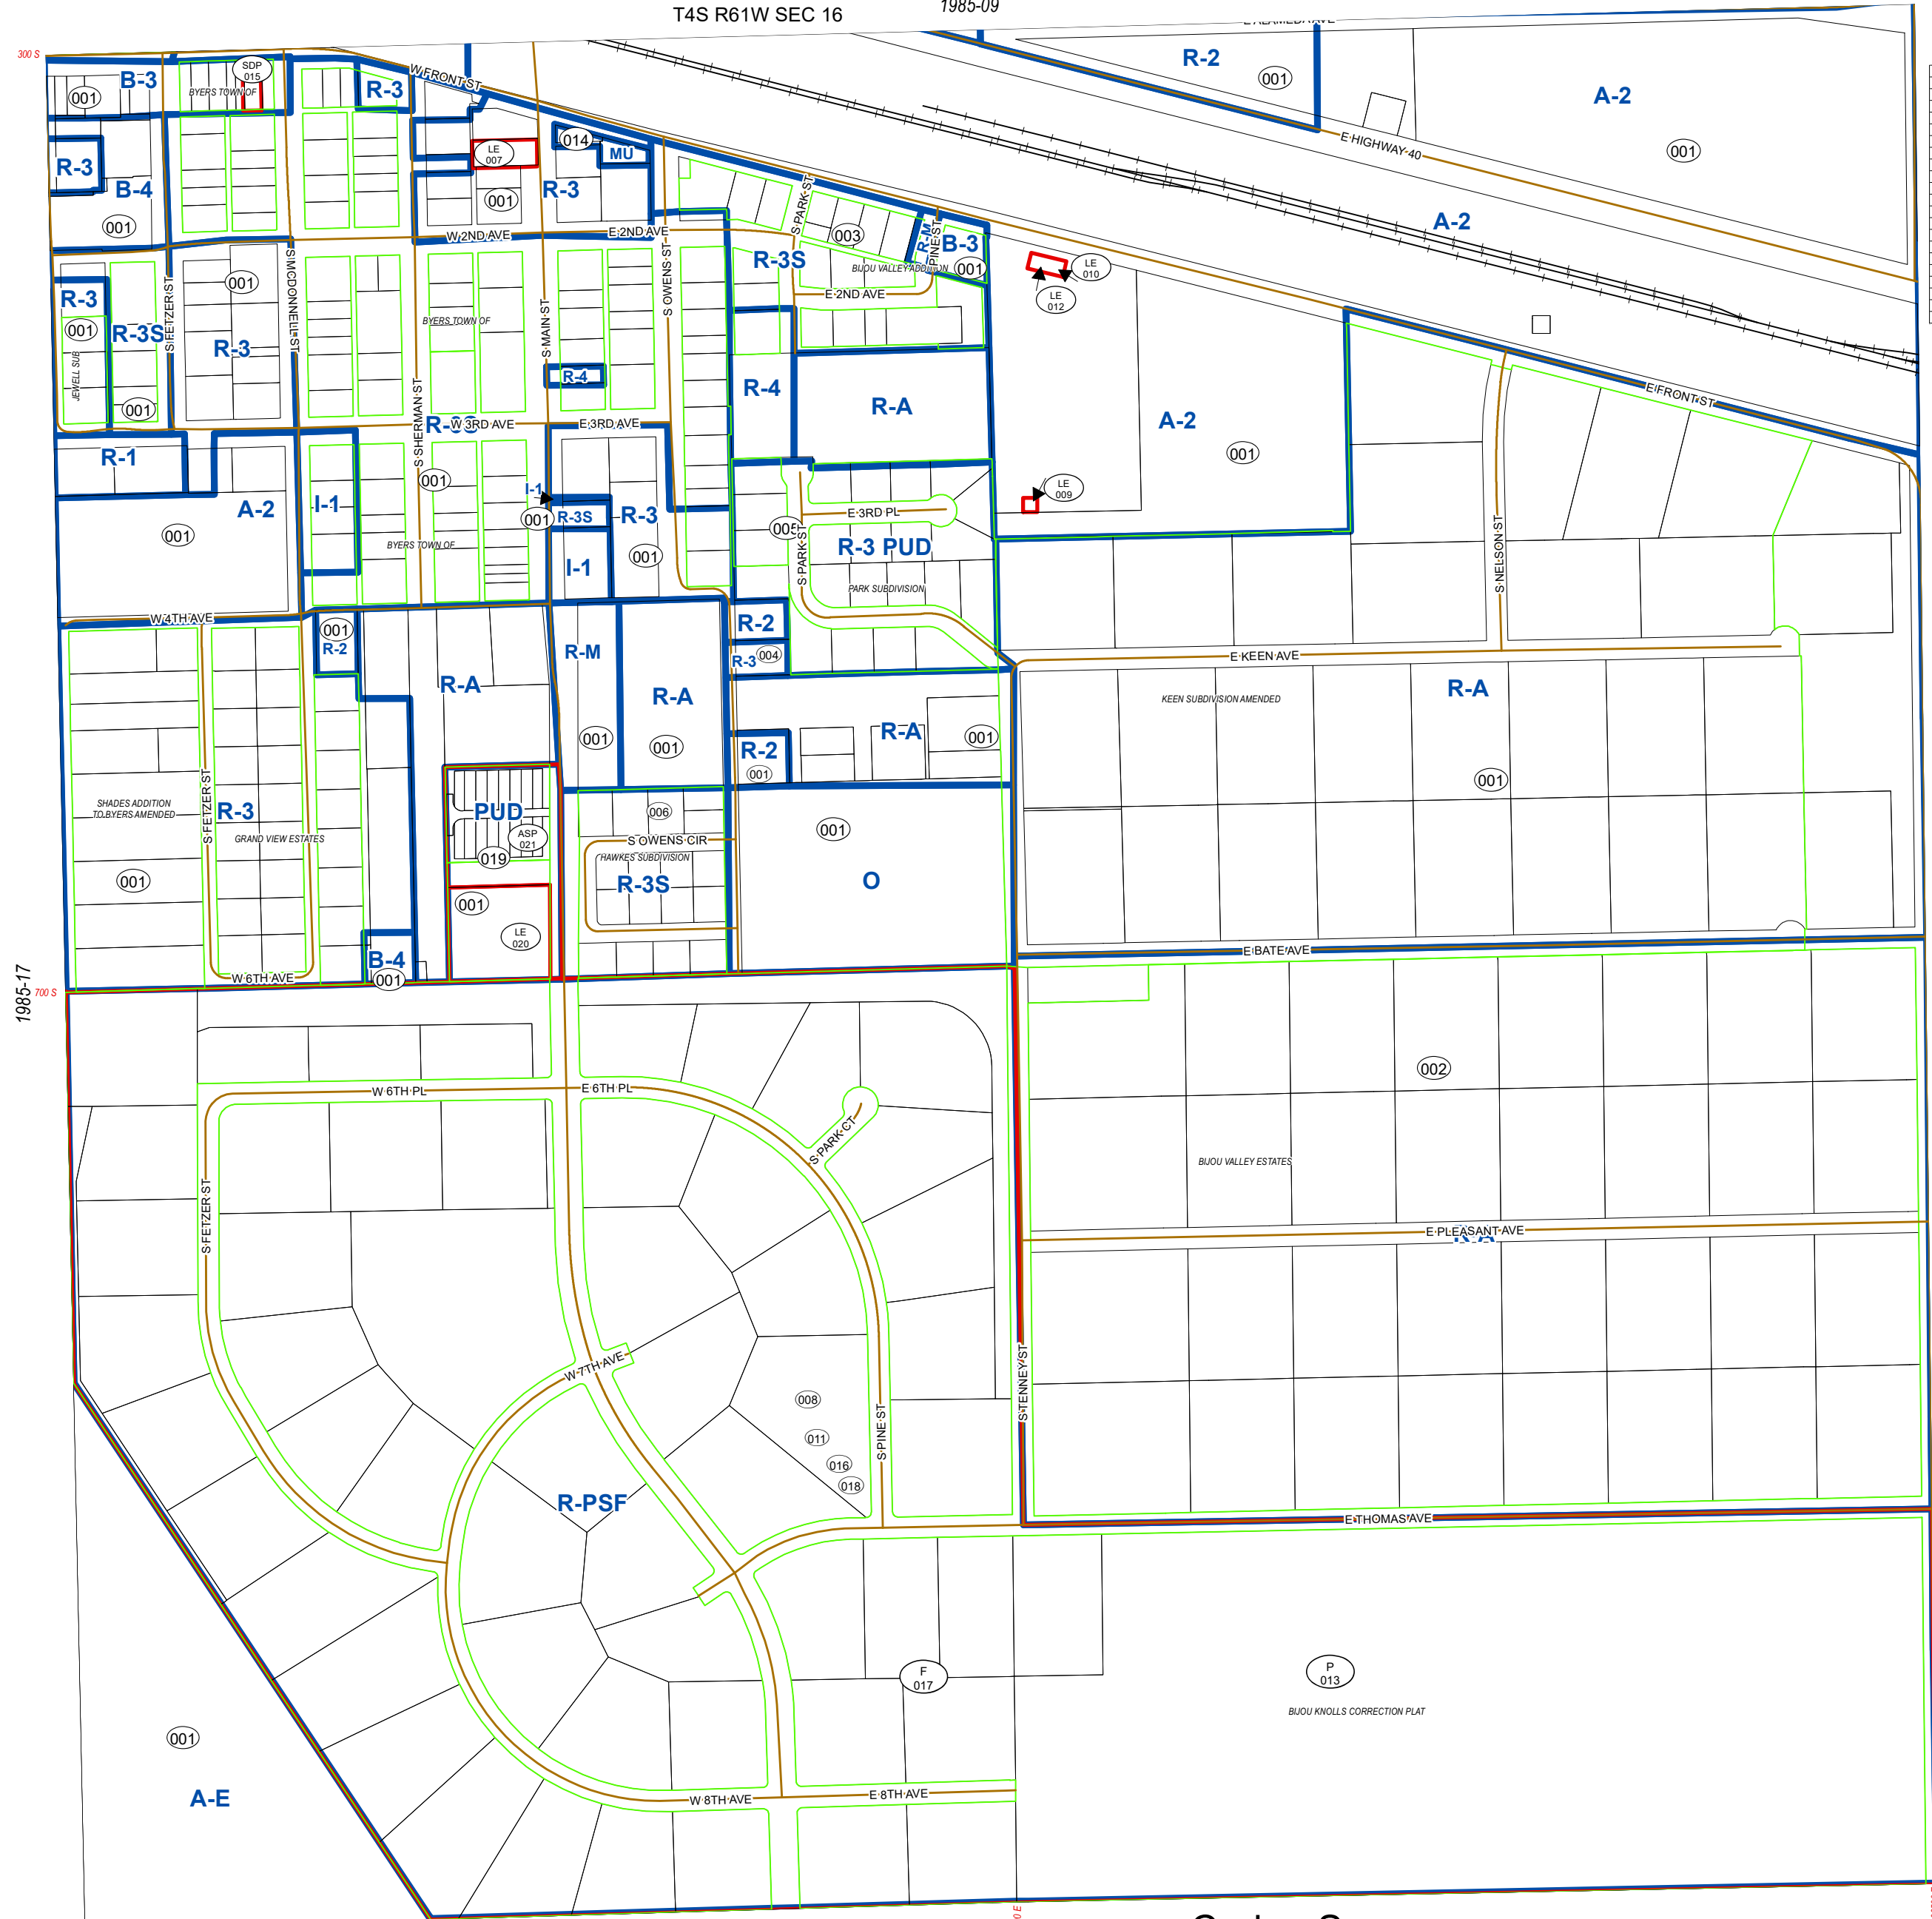 T4S R61W SEC 16
1985-09
300 S
B-3
001
SDP
015
BYERS TOWN OF
R-3
W FRONT ST
R-2
001
A-2
E HIGHWAY 40
001
A-2
R-3
B-4
001
LE
007
014
MU
R-3
001
W 2ND AVE
E 2ND AVE
S PARK ST
003
R-M
PINE ST
B-3
001
R-3S
BIJOU VALLEY ADDITION
E 2ND AVE
LE
010
LE
012
R-3
001
JEWELL SUB
R-3S
001
S FETZER ST
001
R-3
S MCDONNELL ST
BYERS TOWN OF
S SHERMAN ST
S MAIN ST
S OWENS ST
R-4
R-4
R-A
A-2
001
E FRONT ST
R-3S
W 3RD AVE
E 3RD AVE
R-1
A-2
001
I-1
001
BYERS TOWN OF
I-1
001
R-3S
R-3
001
I-1
005
S PARK ST
E 3RD PL
R-3 PUD
PARK SUBDIVISION
LE
009
S NELSON ST
W 4TH AVE
001
R-2
R-A
R-M
001
R-A
001
R-2
R-3
004
E KEEN AVE
KEEN SUBDIVISION AMENDED
R-A
001
R-A
001
R-2
001
SHADES ADDITION
TO BYERS AMENDED
S FETZER ST
R-3
GRAND VIEW ESTATES
001
PUD
ASP
021
019
001
LE
020
006
S OWENS CIR
HAWKES SUBDIVISION
R-3S
001
O
B-4
001
W 6TH AVE
E BATE AVE
1985-17
700 S
002
W 6TH PL
E 6TH PL
S PARK CT
BIJOU VALLEY ESTATES
S FETZER ST
E PLEASANT AVE
R-A
W 7TH AVE
008
011
016
018
S PINE ST
S TENNEY ST
R-PSF
E THOMAS AVE
F
017
P
013
BIJOU KNOLLS CORRECTION PLAT
001
A-E
W 8TH AVE
E 8TH AVE